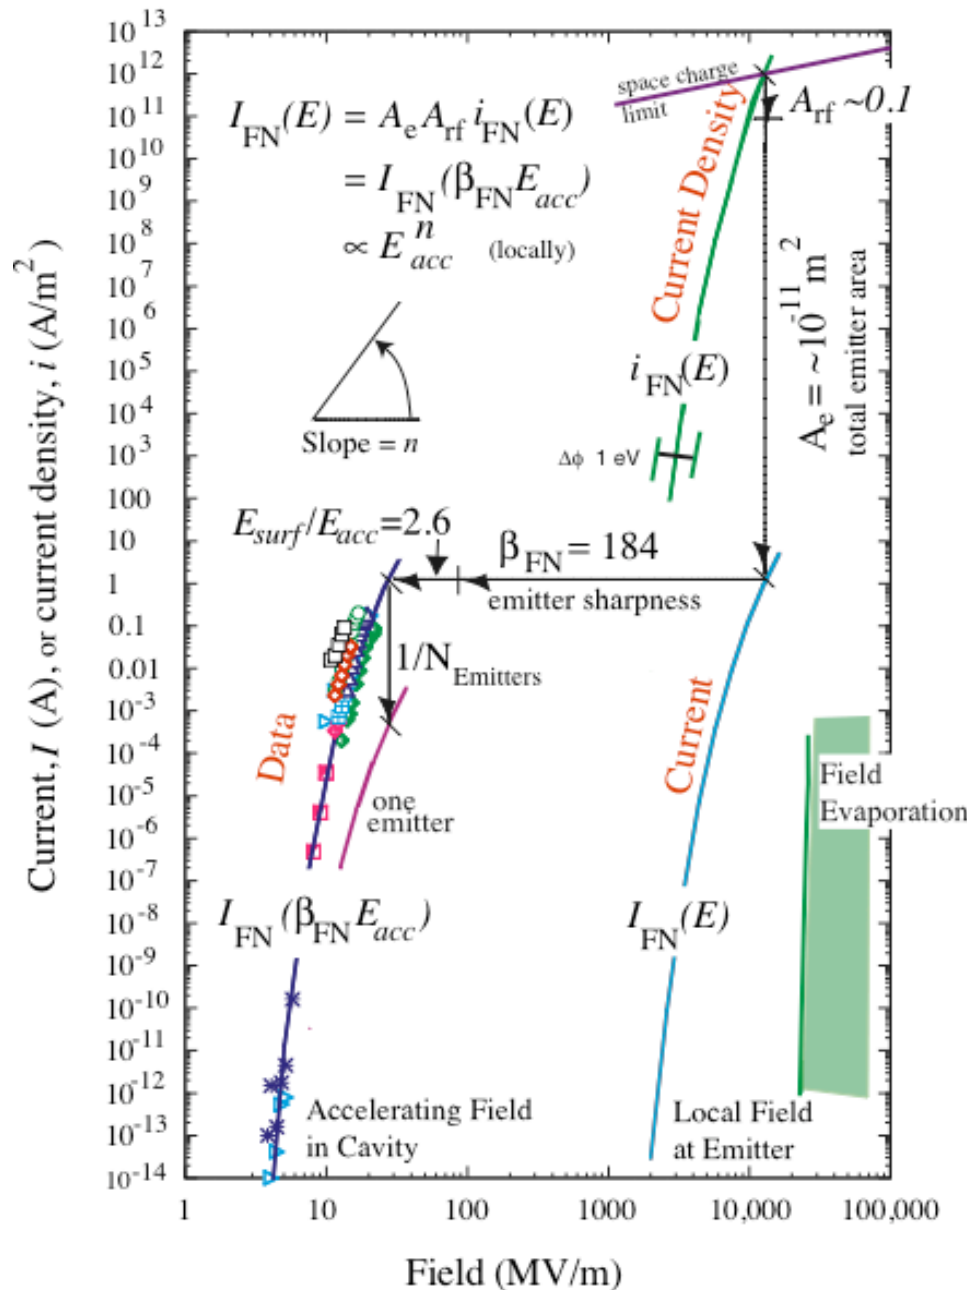 10^13
10^12
10^11
10^10
10^9
10^8
10^7
10^6
10^5
10^4
10^3
100
10
1
0.1
0.01
10^-3
10^-4
10^-5
10^-6
10^-7
10^-8
10^-9
10^-10
10^-11
10^-12
10^-13
10^-14
Current, I (A), or current density, i (A/m^2)
I_FN(E) = A_e A_rf i_FN(E)
= I_FN(β_FN E_acc)
∝ E_acc^n (locally)
Slope = n
space charge
limit
A_rf ~0.1
Current Density
A_e = ~10^-11 m^2
total emitter area
i_FN(E)
Δϕ 1 eV
E_surf/E_acc=2.6
β_FN = 184
emitter sharpness
1/N_Emitters
Data
one
emitter
Current
Field
Evaporation
I_FN(β_FN E_acc)
I_FN(E)
Accelerating Field
in Cavity
Local Field
at Emitter
1
10
100
1000
10,000
100,000
Field (MV/m)